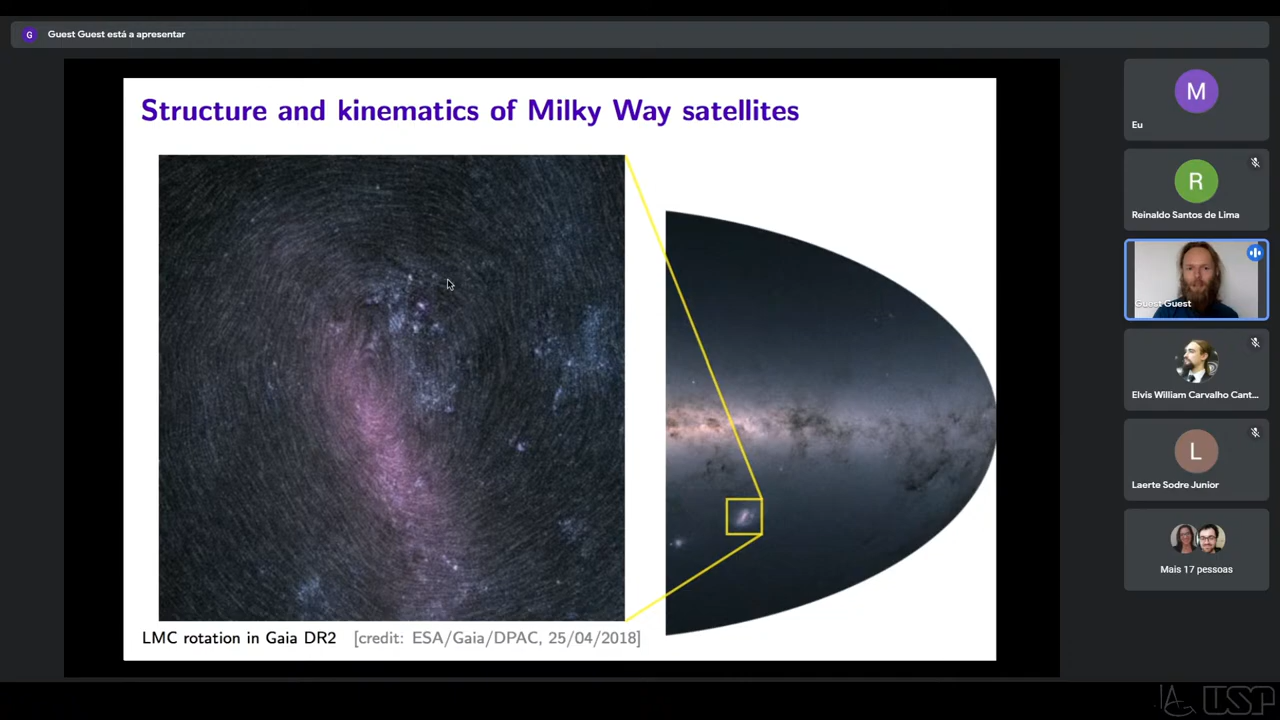 G
Guest Guest está a apresentar
Structure and kinematics of Milky Way satellites
LMC rotation in Gaia DR2 [credit: ESA/Gaia/DPAC, 25/04/2018]
M
Eu
R
Reinaldo Santos de Lima
Guest Guest
Elvis William Carvalho Cant...
L
Laerte Sodre Junior
Mais 17 pessoas
IAG USP